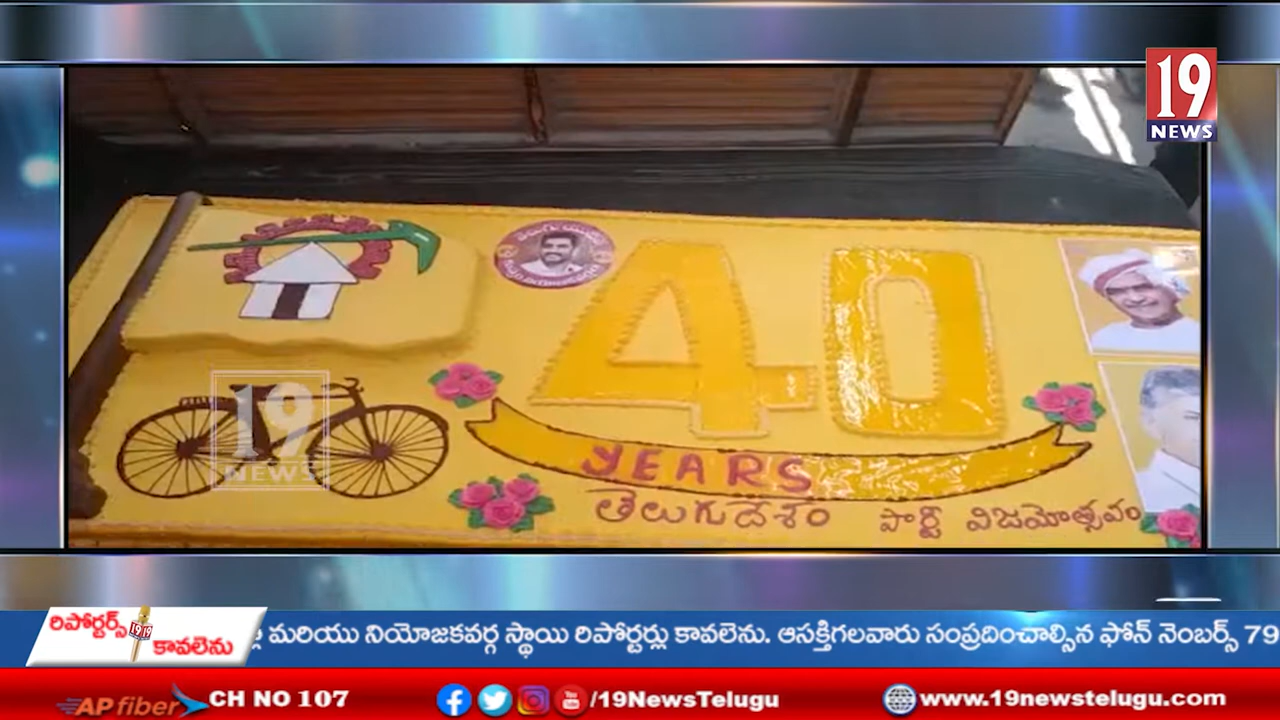 19
NEWS
40
YEARS
తెలుగుదేశం పార్టీ విజయోత్సవం
19
NEWS
రిపోర్టర్స్
కావలెను
మరియు నియోజకవర్గ స్థాయి రిపోర్టర్లు కావలెను. ఆసక్తిగలవారు సంప్రదించాల్సిన ఫోన్ నెంబర్స్ 79
AP fiber CH NO 107 /19NewsTelugu www.19newstelugu.com